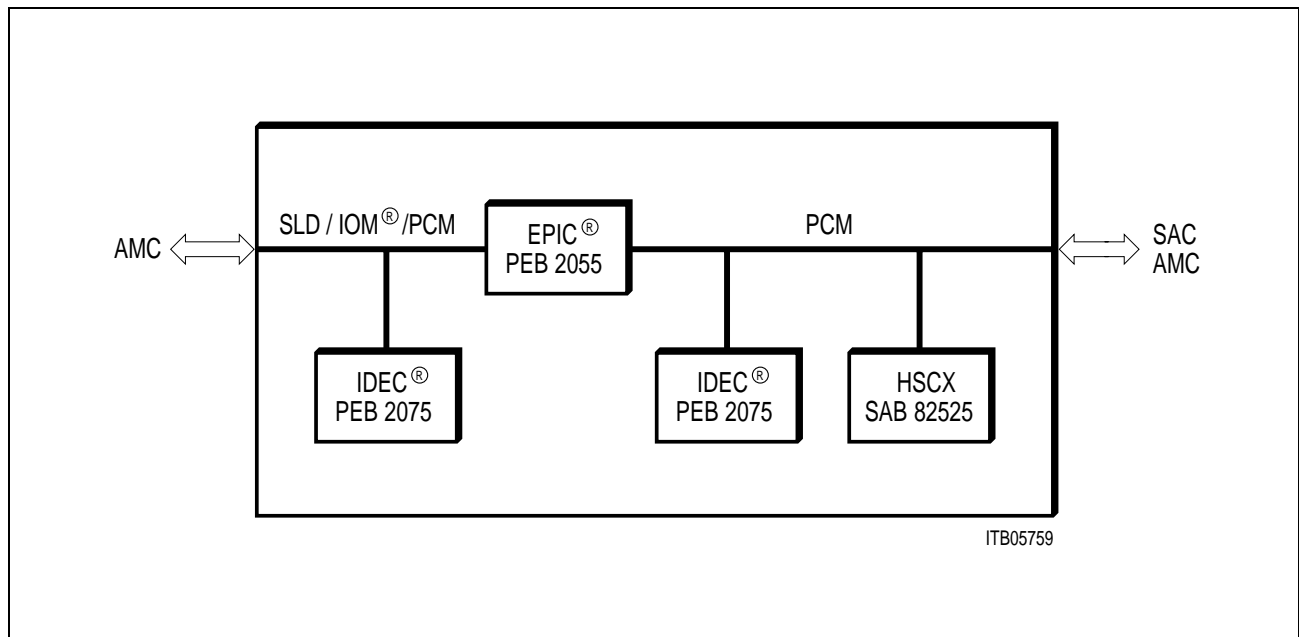 SLD / IOM®/PCM
EPIC®
PEB 2055
PCM
AMC
SAC
AMC
IDEC®
PEB 2075
IDEC®
PEB 2075
HSCX
SAB 82525
ITB05759